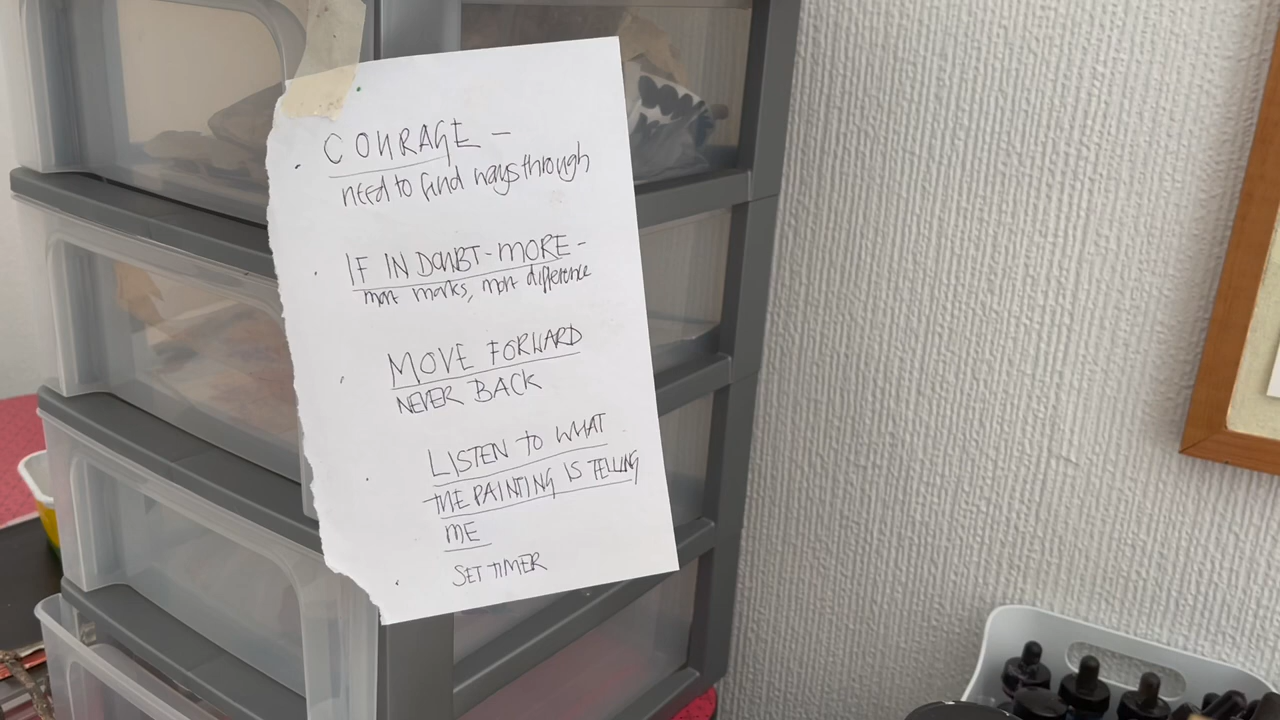 COURAGE -
need to find ways through
IF IN DOUBT - MORE -
more marks, more difference
MOVE FORWARD
NEVER BACK
LISTEN TO WHAT
THE PAINTING IS TELLING
ME
SET TIMER